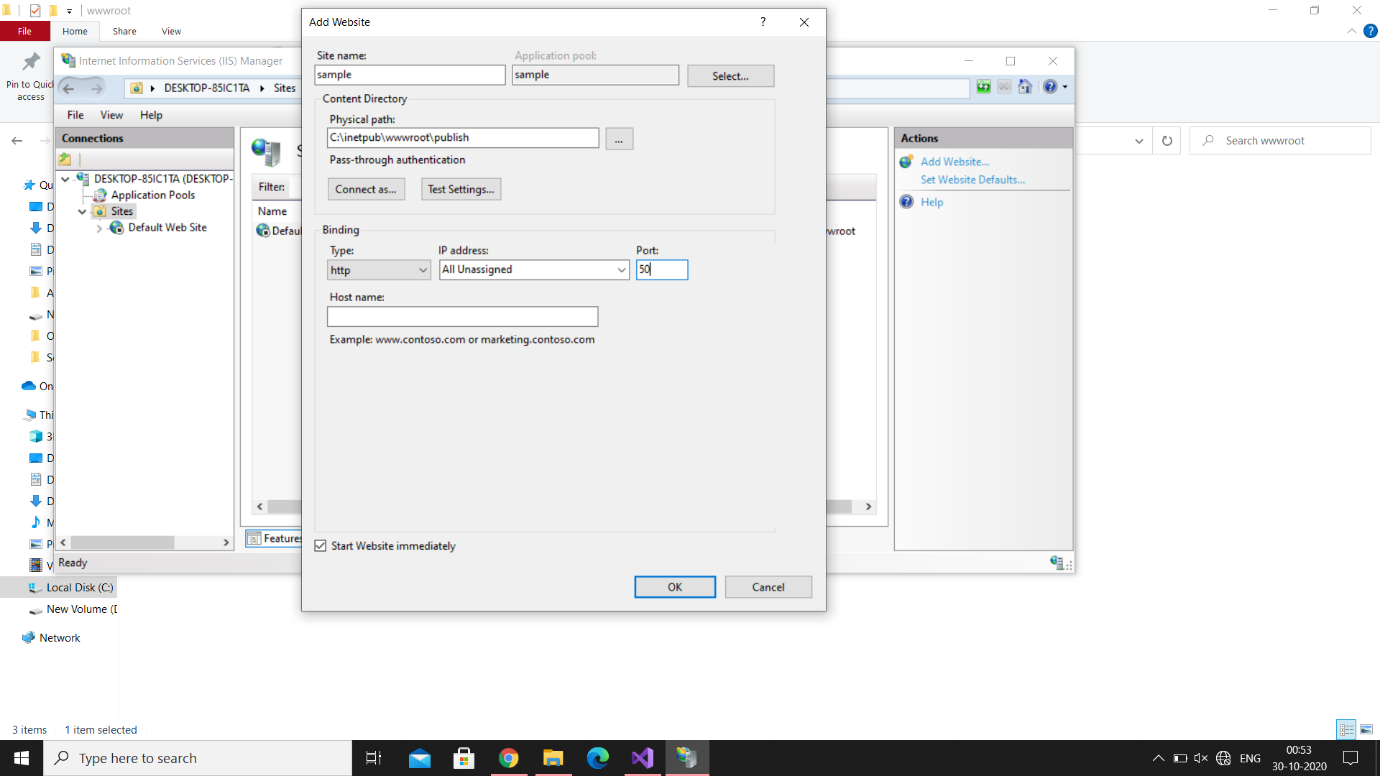 wwwroot
File
Home
Share
View
Pin to Quick
access
Search wwwroot
3 items
1 item selected
Local Disk (C:)
New Volume (D
Network
Internet Information Services (IIS) Manager
DESKTOP-85IC1TA
Sites
File
View
Help
Connections
DESKTOP-85IC1TA (DESKTOP-
Application Pools
Sites
Default Web Site
Filter:
Name
Defau
wwroot
Features
Ready
Actions
Add Website...
Set Website Defaults...
Help
Add Website
?
Site name:
Application pool:
sample
sample
Select...
Content Directory
Physical path:
C:\inetpub\wwwroot\publish
...
Pass-through authentication
Connect as...
Test Settings...
Binding
Type:
IP address:
Port:
http
All Unassigned
50
Host name:
Example: www.contoso.com or marketing.contoso.com
Start Website immediately
OK
Cancel
Type here to search
ENG
00:53
30-10-2020